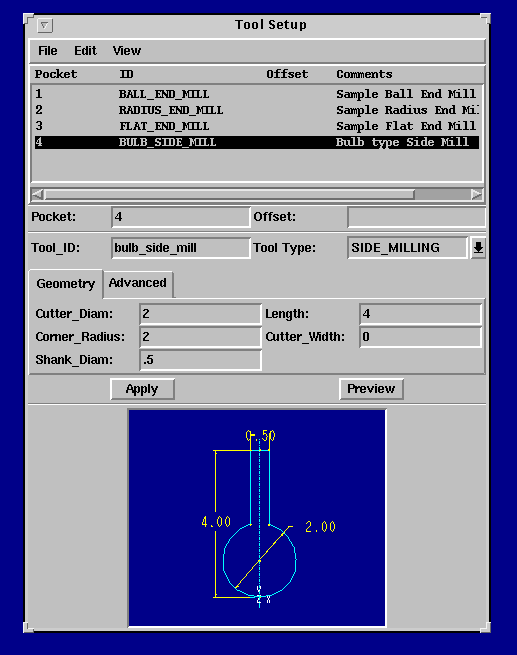 Tool Setup
File Edit View
Pocket ID Offset Comments
1 BALL_END_MILL Sample Ball End Mill
2 RADIUS_END_MILL Sample Radius End Mi
3 FLAT_END_MILL Sample Flat End Mill
4 BULB_SIDE_MILL Bulb type Side Mill
Pocket: 4 Offset:
Tool_ID: bulb_side_mill Tool Type: SIDE_MILLING
Geometry Advanced
Cutter_Diam: 2 Length: 4
Corner_Radius: 2 Cutter_Width: 0
Shank_Diam: .5
Apply Preview
0.50
4.00 2.00
Y
Z X